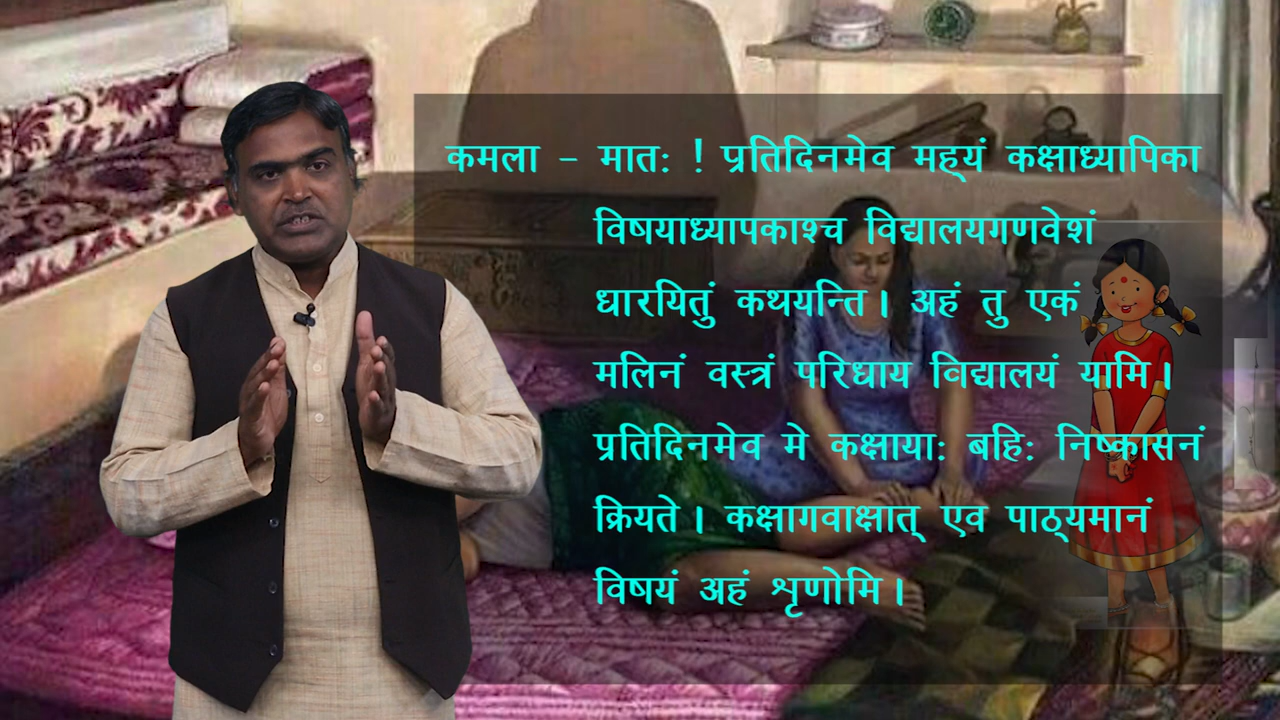 कमला - मातः ! प्रतिदिनमेव मह्यं कक्षाध्यापिका
विषयाध्यापकाश्च विद्यालयगणवेशं
धारयितुं कथयन्ति । अहं तु एकं
मलिनं वस्त्रं परिधाय विद्यालयं यामि ।
प्रतिदिनमेव मे कक्षायाः बहिः निष्कासनं
क्रियते । कक्षागवाक्षात् एव पाठ्यमानं
विषयं अहं शृणोमि ।